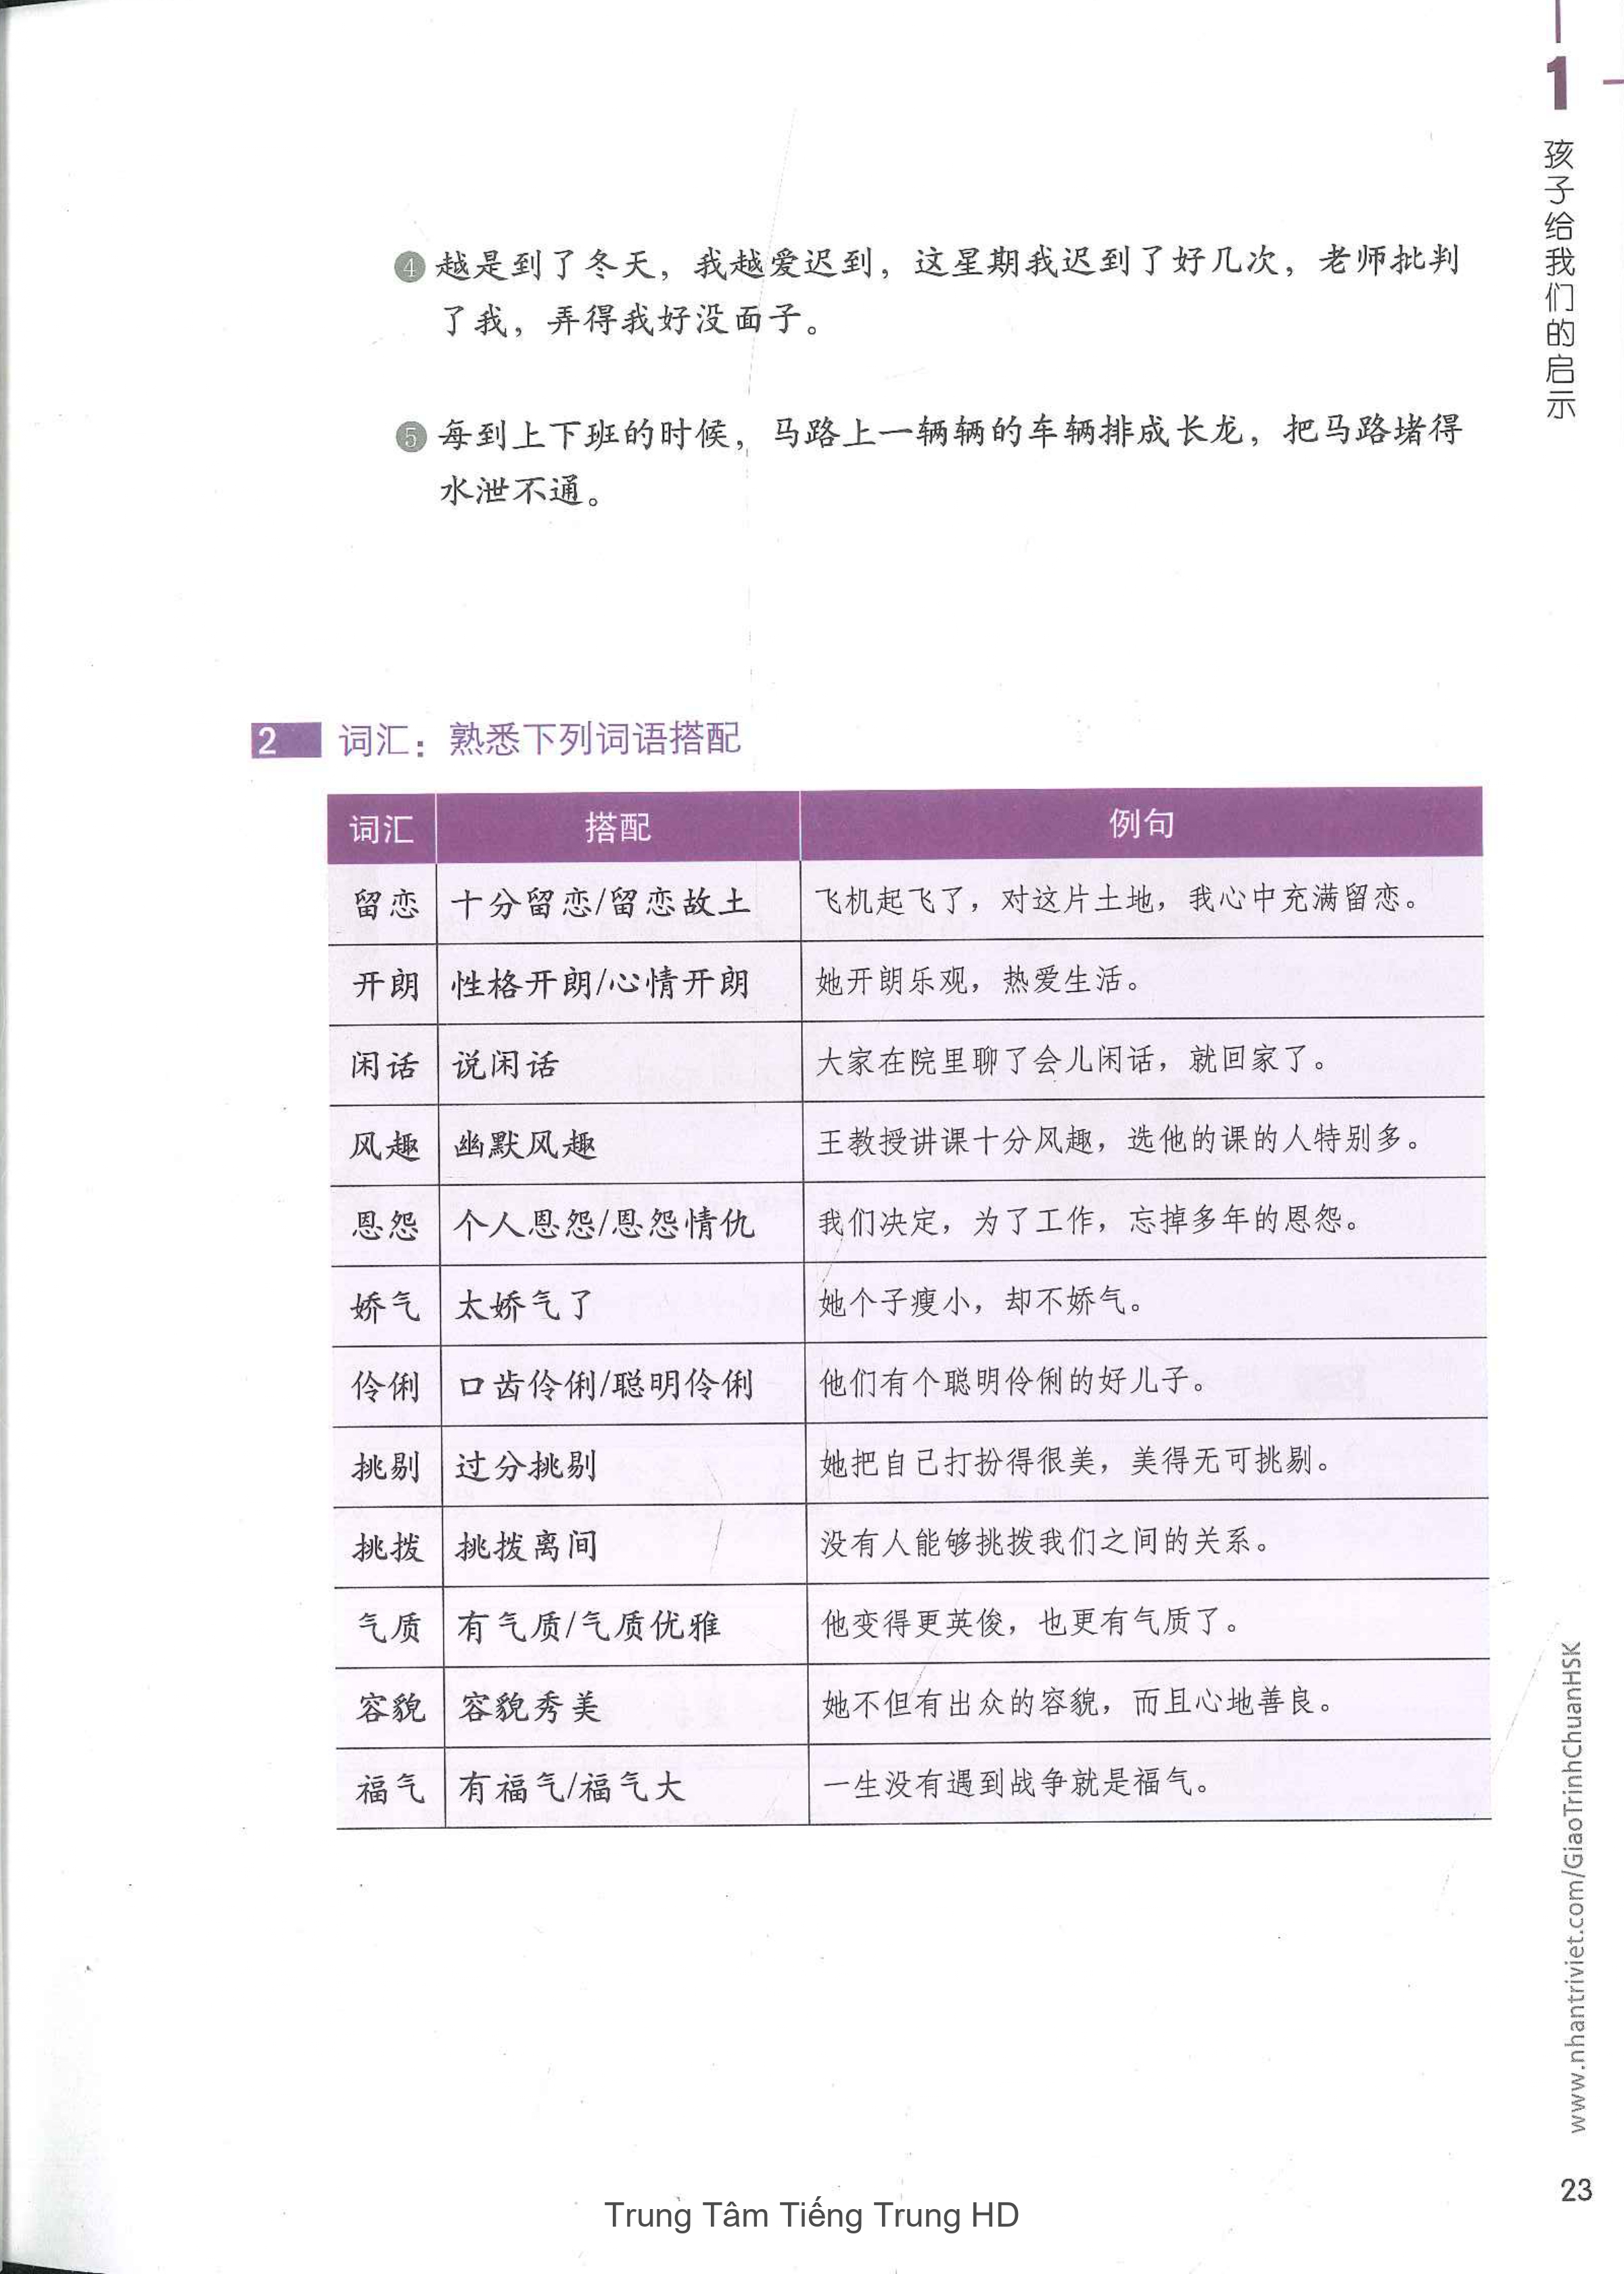 1
孩子给我们的启示
④ 越是到了冬天，我越爱迟到，这星期我迟到了好几次，老师批判
了我，弄得我好没面子。
⑤ 每到上下班的时候，马路上一辆辆的车辆排成长龙，把马路堵得
水泄不通。
2 词汇：熟悉下列词语搭配
词汇 搭配 例句
留恋 十分留恋/留恋故土 飞机起飞了，对这片土地，我心中充满留恋。
开朗 性格开朗/心情开朗 她开朗乐观，热爱生活。
闲话 说闲话 大家在院里聊了会儿闲话，就回家了。
风趣 幽默风趣 王教授讲课十分风趣，选他的课的人特别多。
恩怨 个人恩怨/恩怨情仇 我们决定，为了工作，忘掉多年的恩怨。
娇气 太娇气了 她个子瘦小，却不娇气。
伶俐 口齿伶俐/聪明伶俐 他们有个聪明伶俐的好儿子。
挑剔 过分挑剔 她把自己打扮得很美，美得无可挑剔。
挑拨 挑拨离间 没有人能够挑拨我们之间的关系。
气质 有气质/气质优雅 他变得更英俊，也更有气质了。
容貌 容貌秀美 她不但有出众的容貌，而且心地善良。
福气 有福气/福气大 一生没有遇到战争就是福气。
www.nhantriviet.com/GiaoTrinhChuanHSK
23
Trung Tâm Tiếng Trung HD